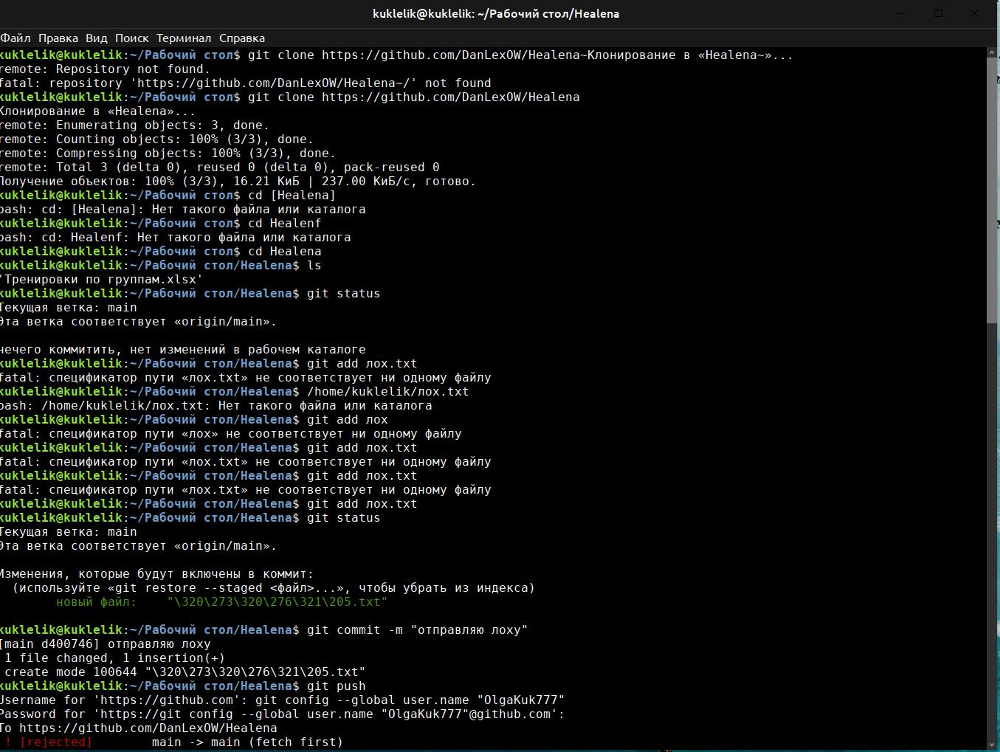 kuklelik@kuklelik: ~/Рабочий стол/Healena
Файл Правка Вид Поиск Терминал Справка
kuklelik@kuklelik:~/Рабочий стол$ git clone https://github.com/DanLexOW/Healena~Клонирование в «Healena~»...
remote: Repository not found.
fatal: repository 'https://github.com/DanLexOW/Healena~/' not found
kuklelik@kuklelik:~/Рабочий стол$ git clone https://github.com/DanLexOW/Healena
Клонирование в «Healena»...
remote: Enumerating objects: 3, done.
remote: Counting objects: 100% (3/3), done.
remote: Compressing objects: 100% (3/3), done.
remote: Total 3 (delta 0), reused 0 (delta 0), pack-reused 0
Получение объектов: 100% (3/3), 16.21 КиБ | 237.00 КиБ/с, готово.
kuklelik@kuklelik:~/Рабочий стол$ cd [Healena]
bash: cd: [Healena]: Нет такого файла или каталога
kuklelik@kuklelik:~/Рабочий стол$ cd Healenf
bash: cd: Healenf: Нет такого файла или каталога
kuklelik@kuklelik:~/Рабочий стол$ cd Healena
kuklelik@kuklelik:~/Рабочий стол/Healena$ ls
'Тренировки по группам.xlsx'
kuklelik@kuklelik:~/Рабочий стол/Healena$ git status
Текущая ветка: main
Эта ветка соответствует «origin/main».
нечего коммитить, нет изменений в рабочем каталоге
kuklelik@kuklelik:~/Рабочий стол/Healena$ git add лох.txt
fatal: спецификатор пути «лох.txt» не соответствует ни одному файлу
kuklelik@kuklelik:~/Рабочий стол/Healena$ /home/kuklelik/лох.txt
bash: /home/kuklelik/лох.txt: Нет такого файла или каталога
kuklelik@kuklelik:~/Рабочий стол/Healena$ git add лох
fatal: спецификатор пути «лох» не соответствует ни одному файлу
kuklelik@kuklelik:~/Рабочий стол/Healena$ git add лох.txt
fatal: спецификатор пути «лох.txt» не соответствует ни одному файлу
kuklelik@kuklelik:~/Рабочий стол/Healena$ git add лох.txt
fatal: спецификатор пути «лох.txt» не соответствует ни одному файлу
kuklelik@kuklelik:~/Рабочий стол/Healena$ git add лох.txt
kuklelik@kuklelik:~/Рабочий стол/Healena$ git status
Текущая ветка: main
Эта ветка соответствует «origin/main».
Изменения, которые будут включены в коммит:
(используйте «git restore --staged <файл>...», чтобы убрать из индекса)
новый файл: "\320\273\320\276\321\205.txt"
kuklelik@kuklelik:~/Рабочий стол/Healena$ git commit -m "отправляю лоху"
[main d400746] отправляю лоху
1 file changed, 1 insertion(+)
create mode 100644 "\320\273\320\276\321\205.txt"
kuklelik@kuklelik:~/Рабочий стол/Healena$ git push
Username for 'https://github.com': git config --global user.name "OlgaKuk777"
Password for 'https://git config --global user.name "OlgaKuk777"@github.com':
To https://github.com/DanLexOW/Healena
! [rejected] main -> main (fetch first)